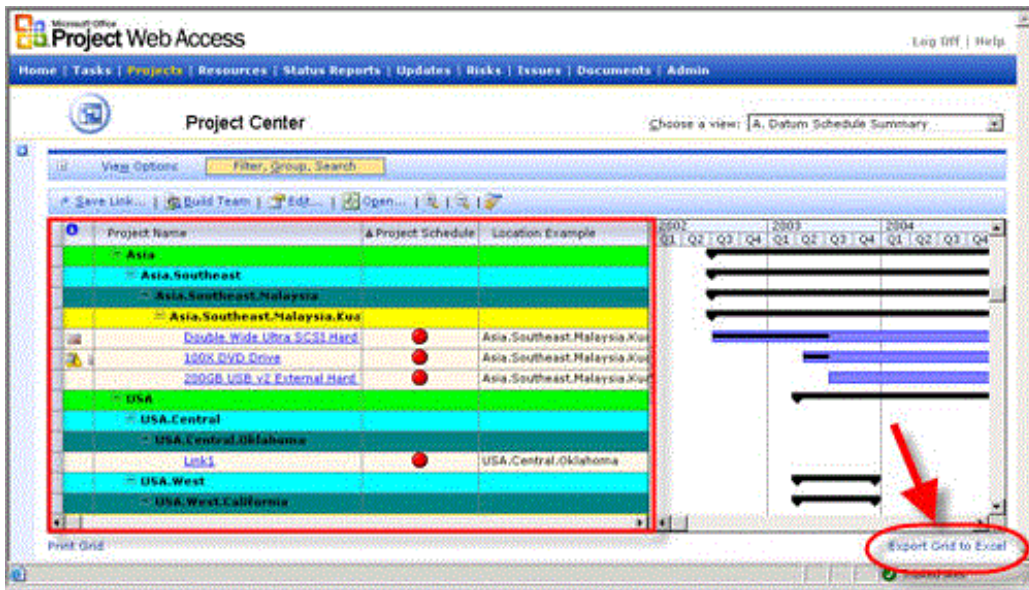 Microsoft Office
Project Web Access
Log Off | Help
Home | Tasks | Projects | Resources | Status Reports | Updates | Risks | Issues | Documents | Admin
Project Center
Choose a view: A. Datum Schedule Summary
View Options Filter, Group, Search
Save Link... | Build Team | Edit... | Open... |
Project Name Project Schedule Location Example
2002 2003 2004
Q1 Q2 Q3 Q4 Q1 Q2 Q3 Q4 Q1 Q2 Q3 Q4
Asia
Asia.Southeast
Asia.Southeast.Malaysia
Asia.Southeast.Malaysia.Kua
Double Wide Ultra SCSI Hard Asia.Southeast.Malaysia.Kua
100X DVD Drive Asia.Southeast.Malaysia.Kua
200GB USB v2 External Hard Asia.Southeast.Malaysia.Kua
USA
USA.Central
USA.Central.Oklahoma
Link1 USA.Central.Oklahoma
USA.West
USA.West.California
Print Grid Export Grid to Excel